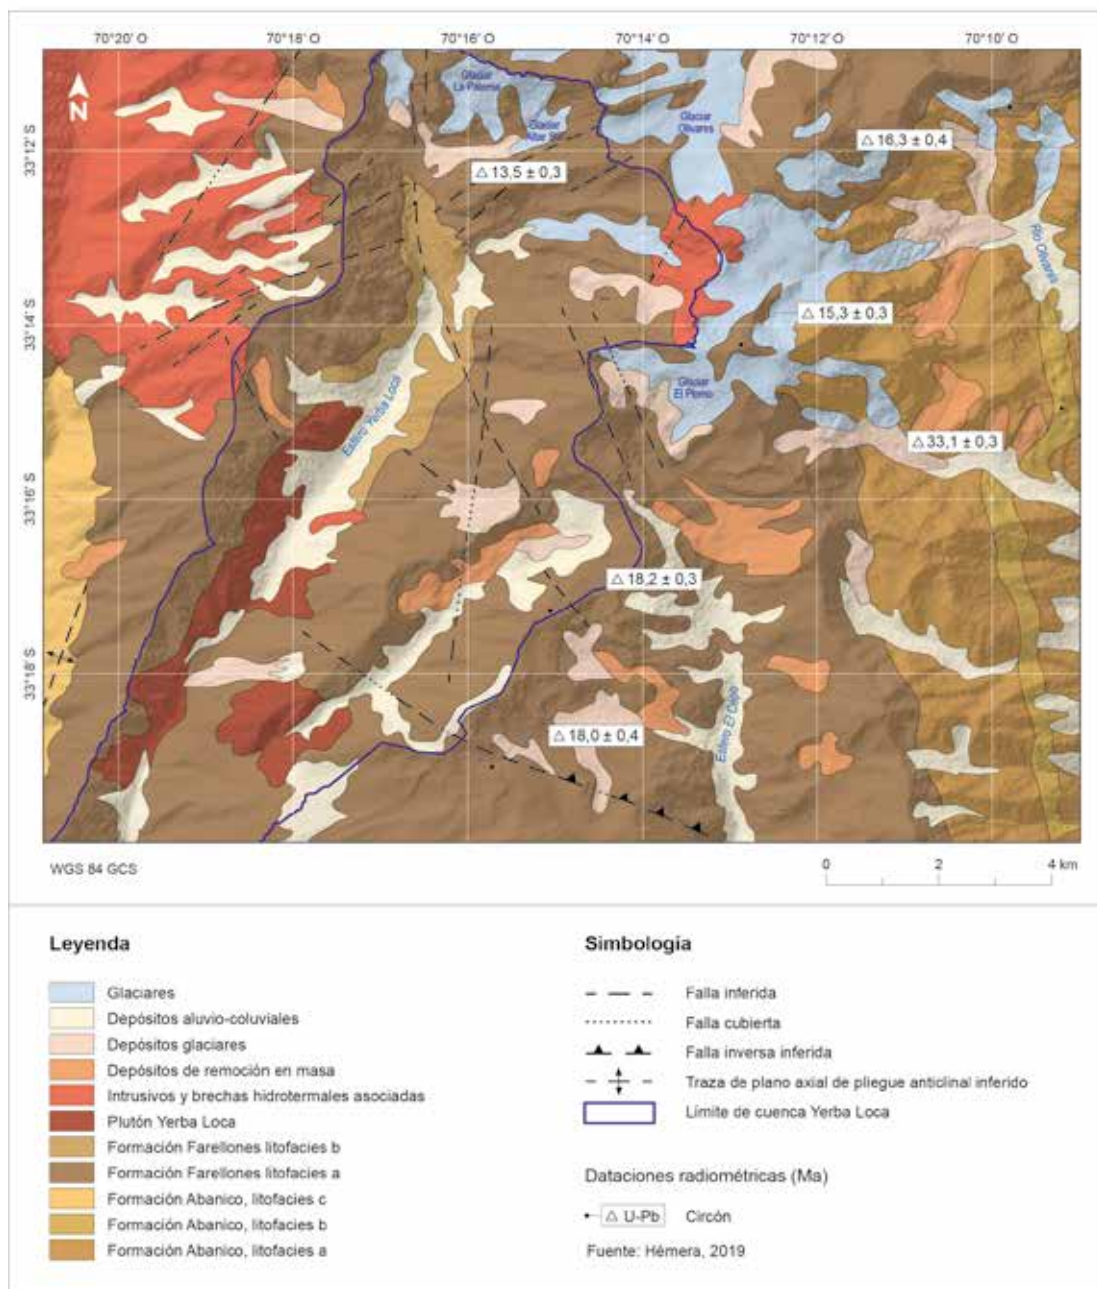 70°20' O 70°18' O 70°16' O 70°14' O 70°12' O 70°10' O
33°12' S
33°14' S
33°16' S
33°18' S
N
Glaciar
La Paloma
Glaciar
Altar Sur
Glaciar
Olivares
△ 16,3 ± 0,4
△ 13,5 ± 0,3
Río Olivares
△ 15,3 ± 0,3
Glaciar
El Plomo
Estero Yerba Loca
△ 33,1 ± 0,3
△ 18,2 ± 0,3
Estero El Cepo
△ 18,0 ± 0,4
WGS 84 GCS
0 2 4 km
Leyenda
Glaciares
Depósitos aluvio-coluviales
Depósitos glaciares
Depósitos de remoción en masa
Intrusivos y brechas hidrotermales asociadas
Plutón Yerba Loca
Formación Farellones litofacies b
Formación Farellones litofacies a
Formación Abanico, litofacies c
Formación Abanico, litofacies b
Formación Abanico, litofacies a
Simbología
Falla inferida
Falla cubierta
Falla inversa inferida
Traza de plano axial de pliegue anticlinal inferido
Límite de cuenca Yerba Loca
Dataciones radiométricas (Ma)
△ U-Pb Circón
Fuente: Hémera, 2019